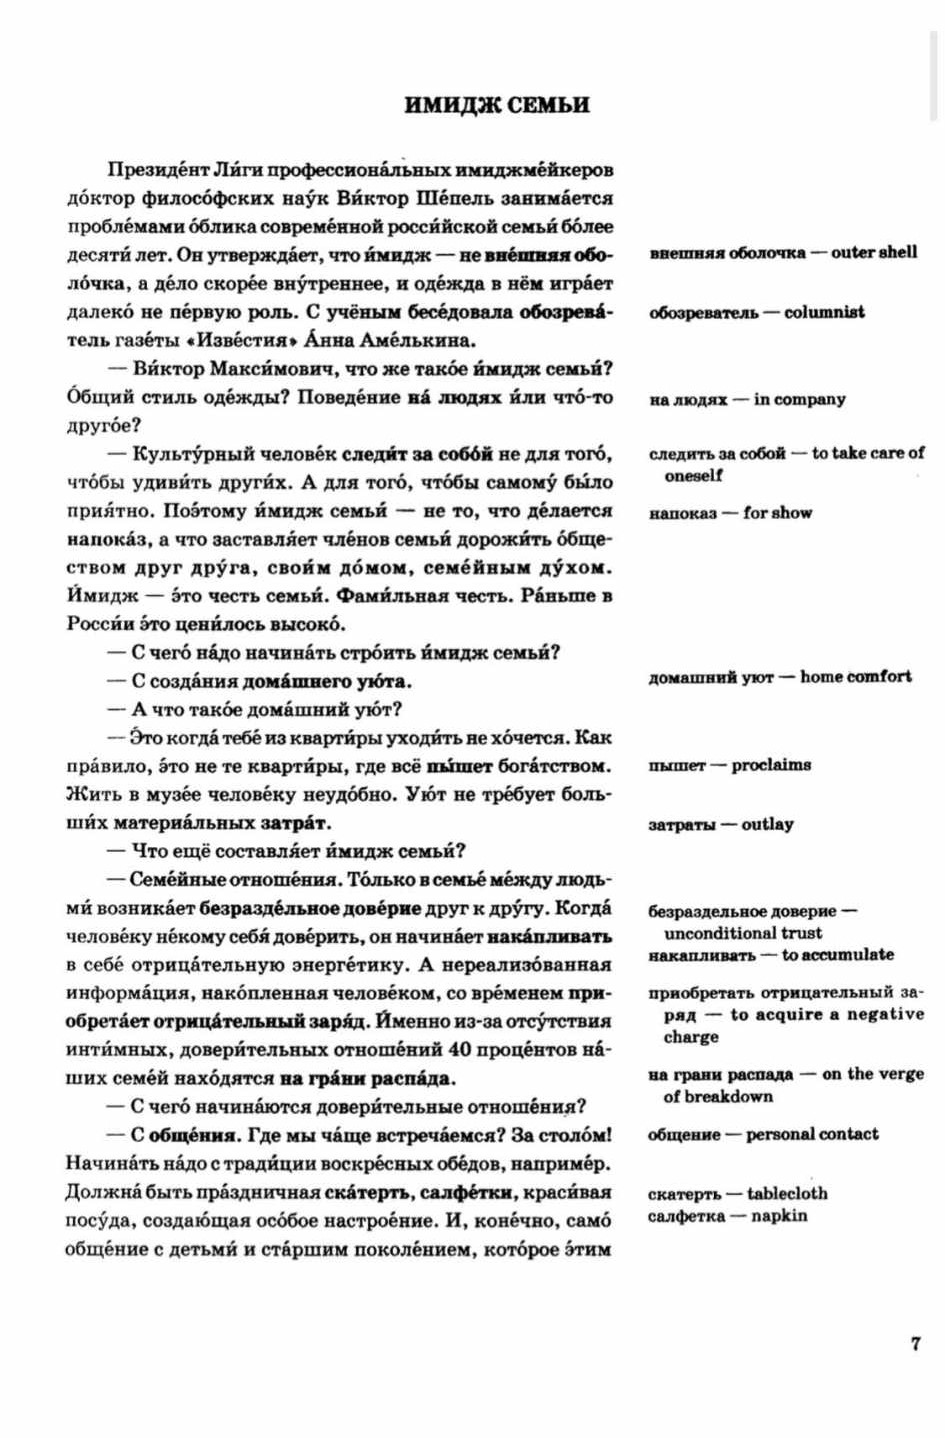 ИМИДЖ СЕМЬИ
Президе́нт Ли́ги профессиона́льных имиджме́йкеров
до́ктор филосо́фских нау́к Ви́ктор Ше́пель занима́ется
пробле́мами о́блика совреме́нной росси́йской семьи́ бо́лее
десяти́ лет. Он утвержда́ет, что и́мидж — не вне́шняя обо-
ло́чка, а де́ло скоре́е вну́треннее, и оде́жда в нём игра́ет
далеко́ не пе́рвую роль. С учёным бесе́довала обозрева́-
тель газе́ты «Изве́стия» А́нна Аме́лькина.
— Ви́ктор Макси́мович, что же тако́е и́мидж семьи́?
О́бщий стиль оде́жды? Поведе́ние на́ людях и́ли что́-то
друго́е?
— Культу́рный челове́к следи́т за собо́й не для того́,
что́бы удиви́ть други́х. А для того́, что́бы самому́ бы́ло
прия́тно. Поэ́тому и́мидж семьи́ — не то, что де́лается
напока́з, а что заставля́ет чле́нов семьи́ дорожи́ть о́бще-
ством друг дру́га, свои́м до́мом, семе́йным ду́хом.
И́мидж — э́то честь семьи́. Фами́льная честь. Ра́ньше в
Росси́и э́то цени́лось высоко́.
— С чего́ на́до начина́ть стро́ить и́мидж семьи́?
— С созда́ния дома́шнего ую́та.
— А что тако́е дома́шний ую́т?
— Э́то когда́ тебе́ из кварти́ры уходи́ть не хо́чется. Как
пра́вило, э́то не те кварти́ры, где всё пы́шет бога́тством.
Жить в музе́е челове́ку неудо́бно. Ую́т не тре́бует боль-
ши́х материа́льных затра́т.
— Что ещё составля́ет и́мидж семьи́?
— Семе́йные отноше́ния. То́лько в семье́ ме́жду людь-
ми́ возника́ет безразде́льное дове́рие друг к дру́гу. Когда́
челове́ку не́кому себя́ дове́рить, он начина́ет нака́пливать
в себе́ отрица́тельную энерге́тику. А нереализо́ванная
информа́ция, нако́пленная челове́ком, со вре́менем при-
обрета́ет отрица́тельный заря́д. И́менно из-за отсу́тствия
инти́мных, довери́тельных отноше́ний 40 проце́нтов на́-
ших семе́й нахо́дятся на гра́ни распа́да.
— С чего́ начина́ются довери́тельные отноше́ния?
— С обще́ния. Где мы ча́ще встреча́емся? За столо́м!
Начина́ть на́до с тради́ции воскре́сных обе́дов, наприме́р.
Должна́ быть пра́здничная ска́терть, салфе́тки, краси́вая
посу́да, создаю́щая осо́бое настрое́ние. И, коне́чно, само́
обще́ние с детьми́ и ста́ршим поколе́нием, кото́рое э́тим
внешняя оболочка — outer shell
обозреватель — columnist
на людях — in company
следить за собой — to take care of
oneself
напоказ — for show
домашний уют — home comfort
пышет — proclaims
затраты — outlay
безраздельное доверие —
unconditional trust
накапливать — to accumulate
приобретать отрицательный за-
ряд — to acquire a negative
charge
на грани распада — on the verge
of breakdown
общение — personal contact
скатерть — tablecloth
салфетка — napkin
7